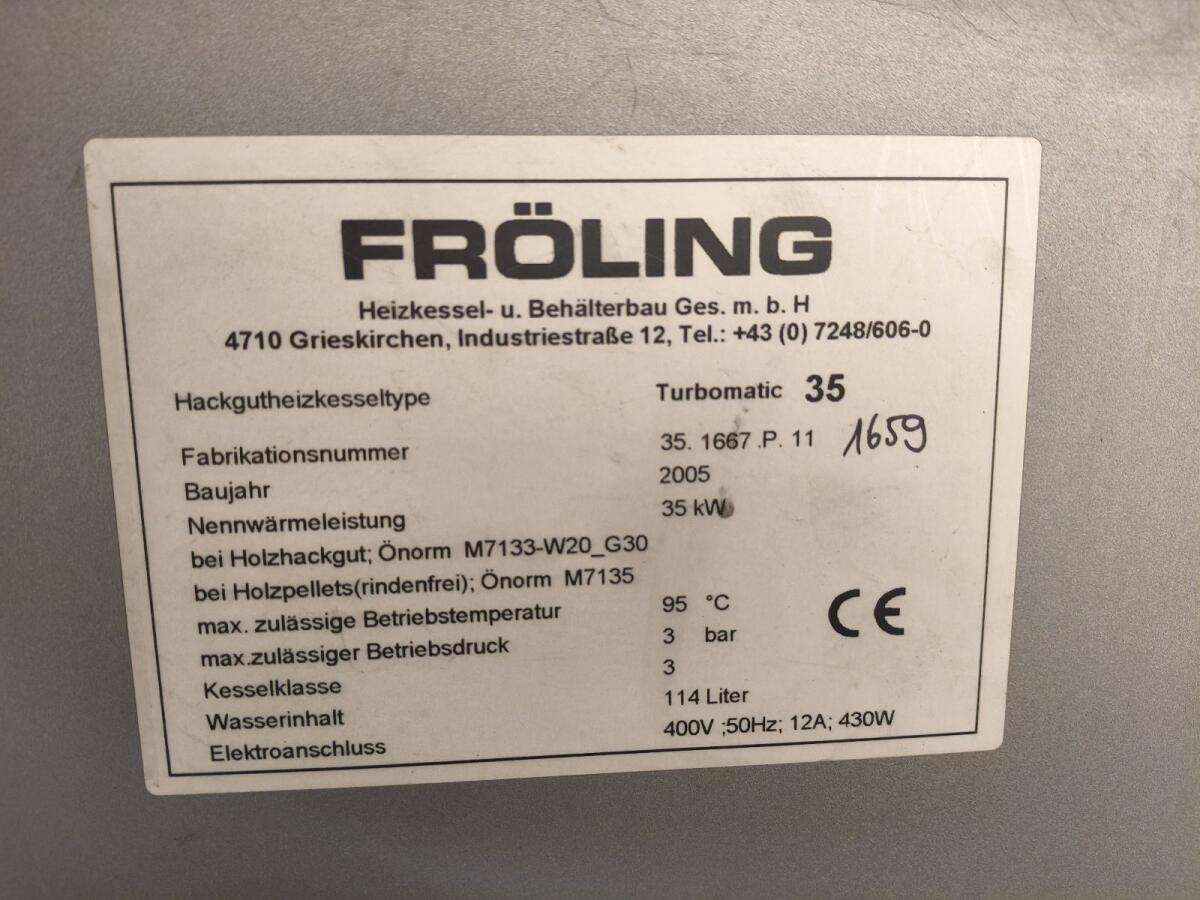 FRÖLING
Heizkessel- u. Behälterbau Ges. m. b. H
4710 Grieskirchen, Industriestraße 12, Tel.: +43 (0) 7248/606-0
Hackgutheizkesseltype Turbomatic 35
Fabrikationsnummer 35. 1667 .P. 11 1659
Baujahr 2005
Nennwärmeleistung 35 kW
bei Holzhackgut; Önorm M7133-W20_G30
bei Holzpellets(rindenfrei); Önorm M7135
max. zulässige Betriebstemperatur 95 °C
max.zulässiger Betriebsdruck 3 bar
Kesselklasse 3
Wasserinhalt 114 Liter
Elektroanschluss 400V ;50Hz; 12A; 430W
CE